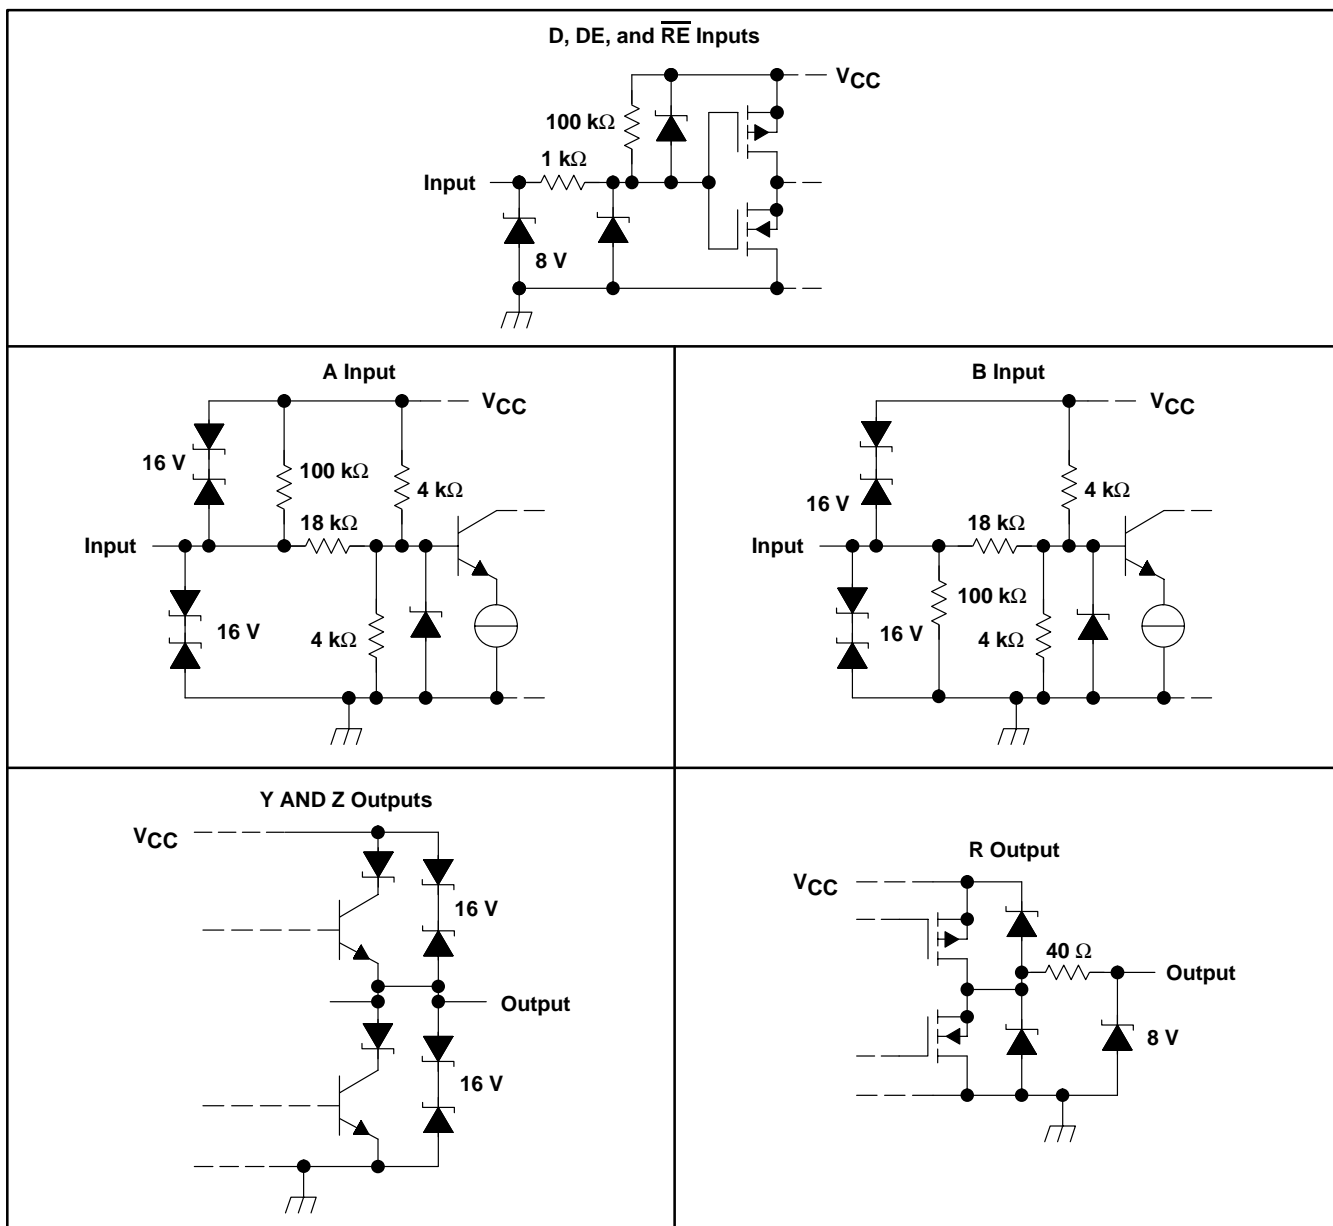 D, DE, and R̅E̅ Inputs
VCC
100 kΩ
1 kΩ
Input
8 V
A Input
VCC
16 V
100 kΩ
4 kΩ
18 kΩ
Input
16 V
4 kΩ
B Input
VCC
4 kΩ
16 V
18 kΩ
Input
100 kΩ
16 V
4 kΩ
Y AND Z Outputs
VCC
16 V
Output
16 V
R Output
VCC
40 Ω
Output
8 V